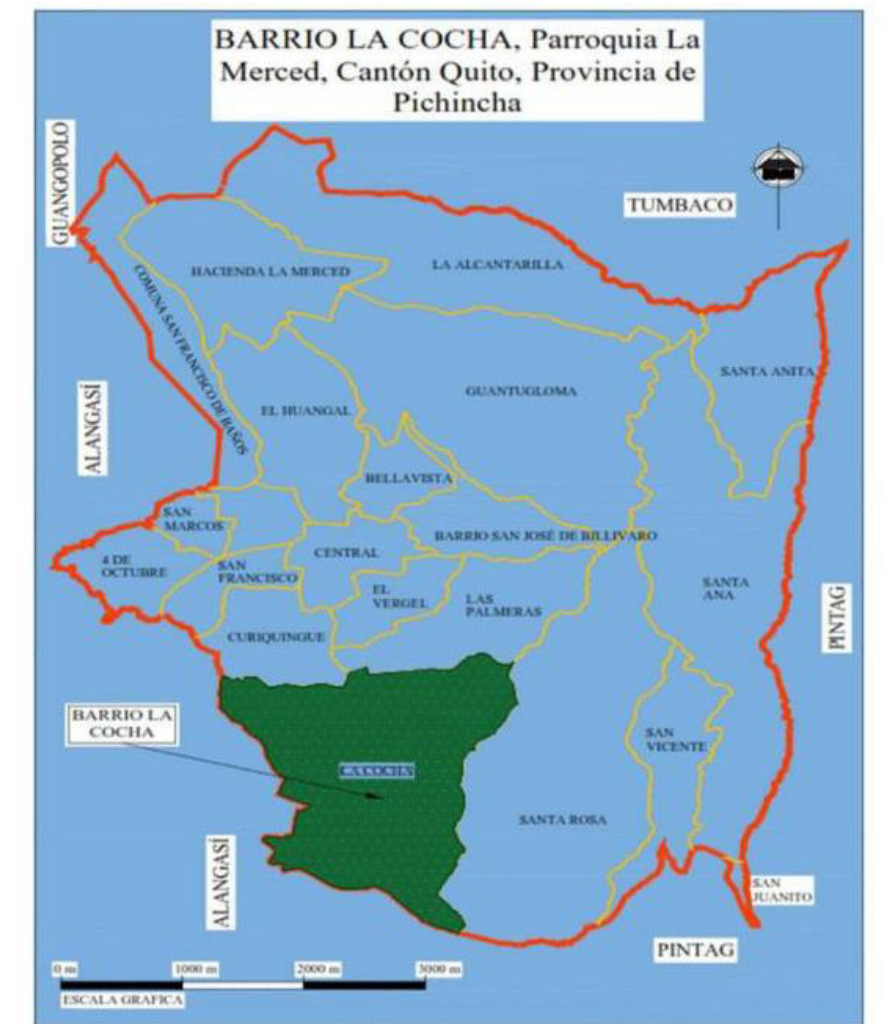 BARRIO LA COCHA, Parroquia La
Merced, Cantón Quito, Provincia de
Pichincha
GUANGOPOLO
TUMBACO
HACIENDA LA MERCED
LA ALCANTARILLA
COMUNA SAN FRANCISCO DE BAÑOS
SANTA ANITA
ALANGASÍ
EL HUANGAL
GUANTUGLOMA
BELLAVISTA
SAN
MARCOS
BARRIO SAN JOSÉ DE BILLIVARO
CENTRAL
4 DE
OCTUBRE
SAN
FRANCISCO
EL
VERGEL
LAS
PALMERAS
SANTA
ANA
PINTAG
CURIQUINGUE
BARRIO LA
COCHA
SAN
VICENTE
SANTA ROSA
ALANGASÍ
SAN
JUANITO
PINTAG
0 m
1000 m
2000 m
3000 m
ESCALA GRAFICA